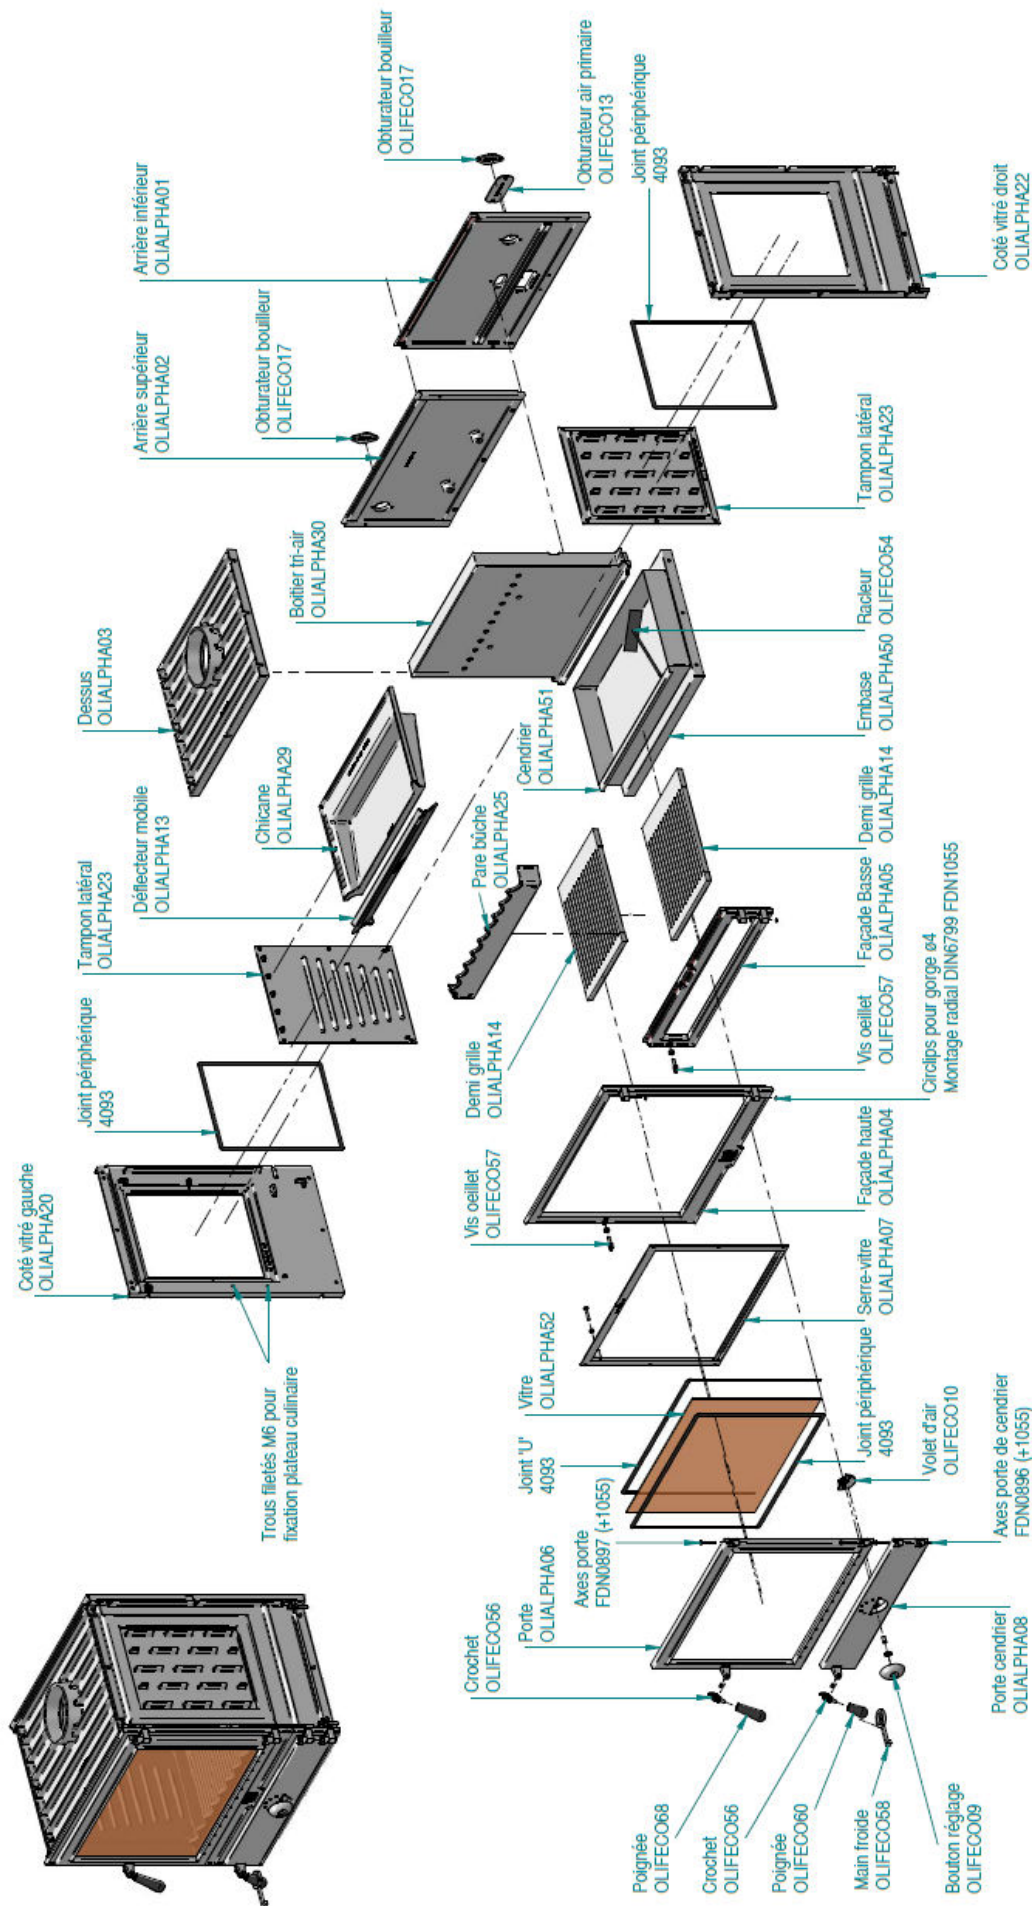 Trous filetés M6 pour
fixation plateau culinaire
Coté vitré gauche
OLIALPHA20
Joint périphérique
4093
Tampon latéral
OLIALPHA23
Déflecteur mobile
OLIALPHA13
Chicane
OLIALPHA29
Dessus
OLIALPHA03
Boitier tri-air
OLIALPHA30
Arrière supérieur
OLIALPHA02
Obturateur bouilleur
OLIFECO17
Arrière inférieur
OLIALPHA01
Obturateur bouilleur
OLIFECO17
Obturateur air primaire
OLIFECO13
Joint périphérique
4093
Coté vitré droit
OLIALPHA22
Tampon latéral
OLIALPHA23
Racleur
OLIFECO54
Embase
OLIALPHA50
Cendrier
OLIALPHA51
Pare bûche
OLIALPHA25
Demi grille
OLIALPHA14
Demi grille
OLIALPHA14
Façade Basse
OLIALPHA05
Vis oeillet
OLIFECO57
Circlips pour gorge ø4
Montage radial DIN6799 FDN1055
Vis oeillet
OLIFECO57
Façade haute
OLIALPHA04
Serre-vitre
OLIALPHA07
Vitre
OLIALPHA52
Joint 'U'
4093
Joint périphérique
4093
Volet d'air
OLIFECO10
Axes porte
FDN0897 (+1055)
Axes porte de cendrier
FDN0896 (+1055)
Porte
OLIALPHA06
Crochet
OLIFECO56
Porte cendrier
OLIALPHA08
Poignée
OLIFECO68
Crochet
OLIFECO56
Poignée
OLIFECO60
Main froide
OLIFECO58
Bouton réglage
OLIFECO09